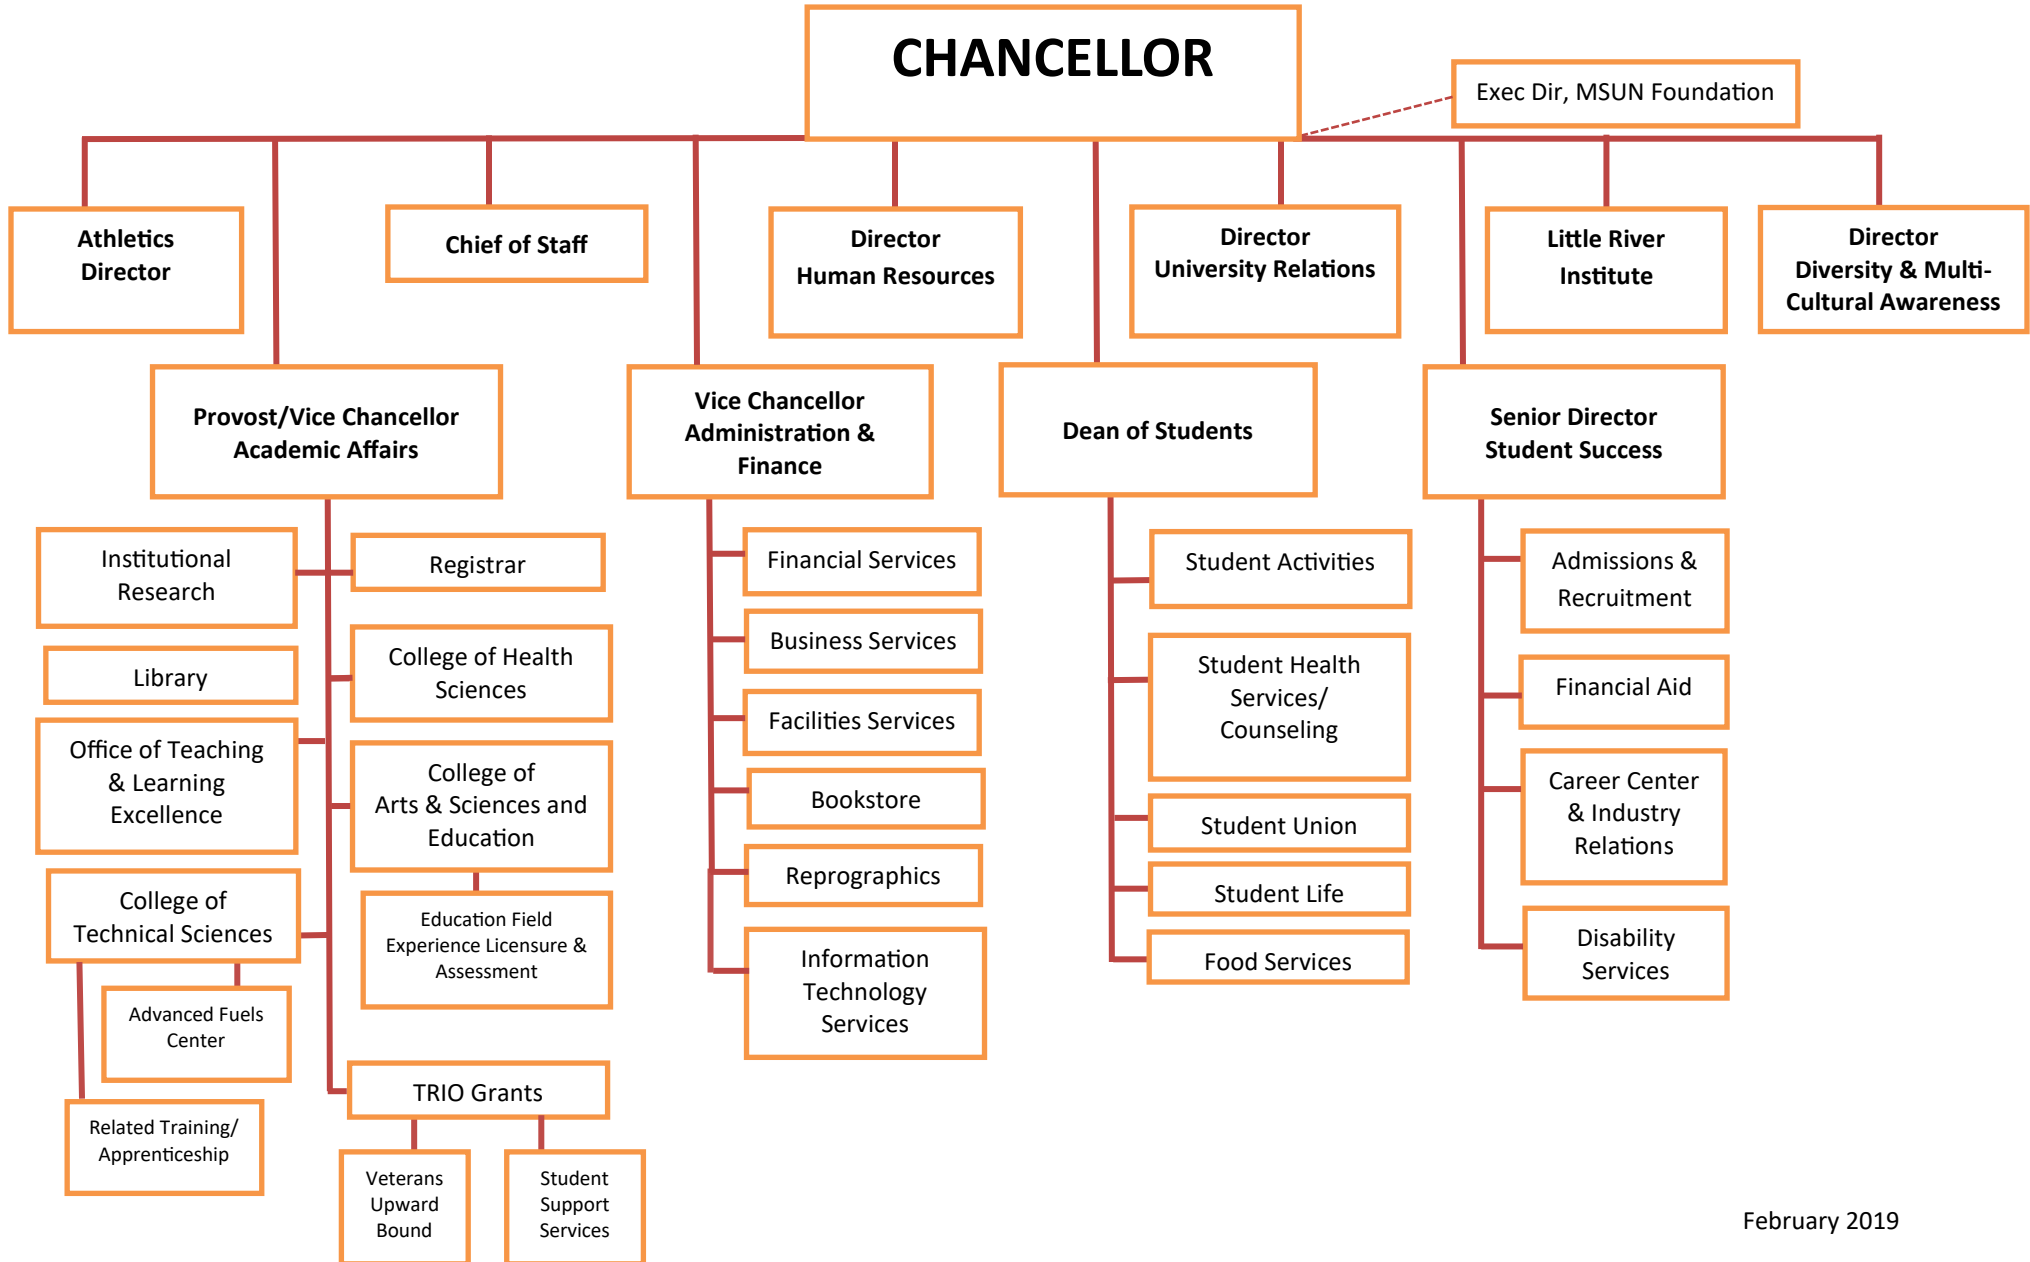 CHANCELLOR
Exec Dir, MSUN Foundation
Athletics
Director
Chief of Staff
Director
Human Resources
Director
University Relations
Little River
Institute
Director
Diversity & Multi-
Cultural Awareness
Provost/Vice Chancellor
Academic Affairs
Vice Chancellor
Administration &
Finance
Dean of Students
Senior Director
Student Success
Institutional
Research
Registrar
Library
College of Health
Sciences
Office of Teaching
& Learning
Excellence
College of
Arts & Sciences and
Education
College of
Technical Sciences
Education Field
Experience Licensure &
Assessment
Advanced Fuels
Center
Related Training/
Apprenticeship
TRIO Grants
Veterans
Upward
Bound
Student
Support
Services
Financial Services
Business Services
Facilities Services
Bookstore
Reprographics
Information
Technology
Services
Student Activities
Student Health
Services/
Counseling
Student Union
Student Life
Food Services
Admissions &
Recruitment
Financial Aid
Career Center
& Industry
Relations
Disability
Services
February 2019